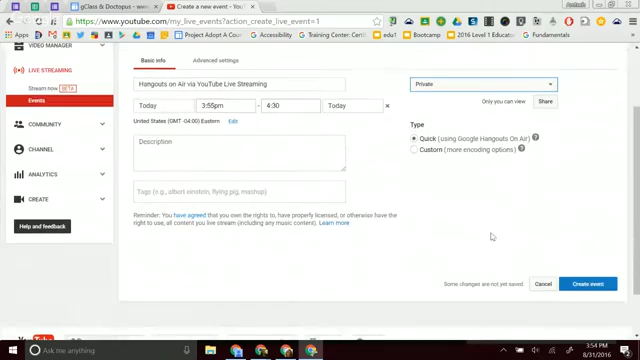 gClass & Doctopus - wee
Create a new event - Yo
https://www.youtube.com/my_live_events?action_create_live_event=1
Bookmarks
Project Adopt A Cour
Accessibility
Critical Thinking
edu1
Bookmark
2016 Level 1 Educat
Fundamentals
VIDEO MANAGER
LIVE STREAMING
Stream now BETA
Events
COMMUNITY
CHANNEL
ANALYTICS
CREATE
Help and feedback
Basic info
Advanced settings
Hangouts on Air via YouTube Live Streaming
Private
Today
3:55pm
-
4:30
Today
Only you can view
Share
United States (GMT -04:00) Eastern
Edit
Type
Quick (using Google Hangouts On Air)
Custom (more encoding options)
Description
Tags (e.g., albert einstein, flying pig, mashup)
Reminder: You have agreed that you own the rights to, have properly licensed, or otherwise have the
right to use, all content you live stream (including any music content). Learn more
Some changes are not yet saved.
Cancel
Create event
Ask me anything
3:54 PM
8/31/2016